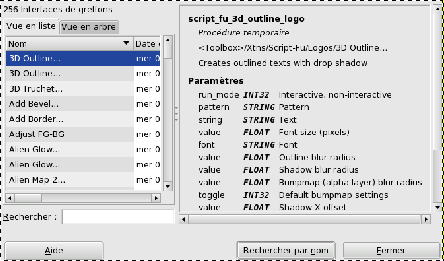 256 Interfaces de greffons
Vue en liste Vue en arbre
Nom Date d
3D Outline... mer 0
3D Outline... mer 0
3D Truchet... mer 0
Add Bevel... mer 0
Add Border... mer 0
Adjust FG-BG mer 0
Alien Glow... mer 0
Alien Glow... mer 0
Alien Map 2... mer 0
Rechercher :
script_fu_3d_outline_logo
Procédure temporaire
<Toolbox>/Xtns/Script-Fu/Logos/3D Outline...
Creates outlined texts with drop shadow
Paramètres
run_mode INT32 Interactive, non-interactive
pattern STRING Pattern
string STRING Text
value FLOAT Font size (pixels)
font STRING Font
value FLOAT Outline blur radius
value FLOAT Shadow blur radius
value FLOAT Bumpmap (alpha layer) blur radius
toggle INT32 Default bumpmap settings
value FLOAT Shadow X offset
Aide Rechercher par nom Fermer